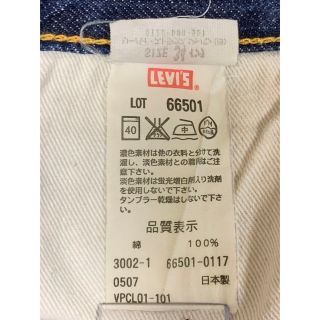 SIZE 34
LEVI'S
LOT 66501
40
濃色素材は他の衣料と分けて洗
濯し、淡色素材との着用はご注
意下さい。
淡色素材は蛍光増白剤入り洗剤
を使用しないで下さい。
タンブラー乾燥はしないで下さい。
品質表示
綿 100%
3002-1 66501-0117
0507 日本製
VPCL01-101